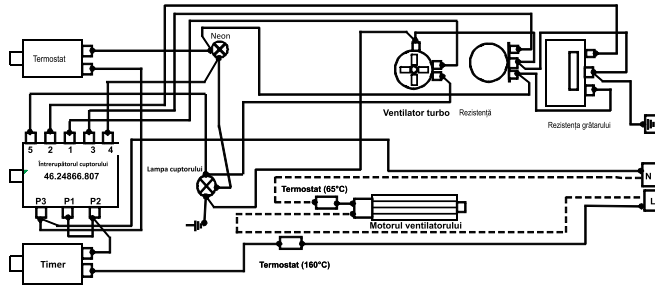 Neon
Termostat
Ventilator turbo
Rezistență
Rezistența grătarului
5 2 1 3 4
Întrerupătorul cuptorului
46.24866.807
Lampa cuptorului
P3 P1 P2
Termostat (65°C)
N
L
Motorul ventilatorului
Timer
Termostat (160°C)